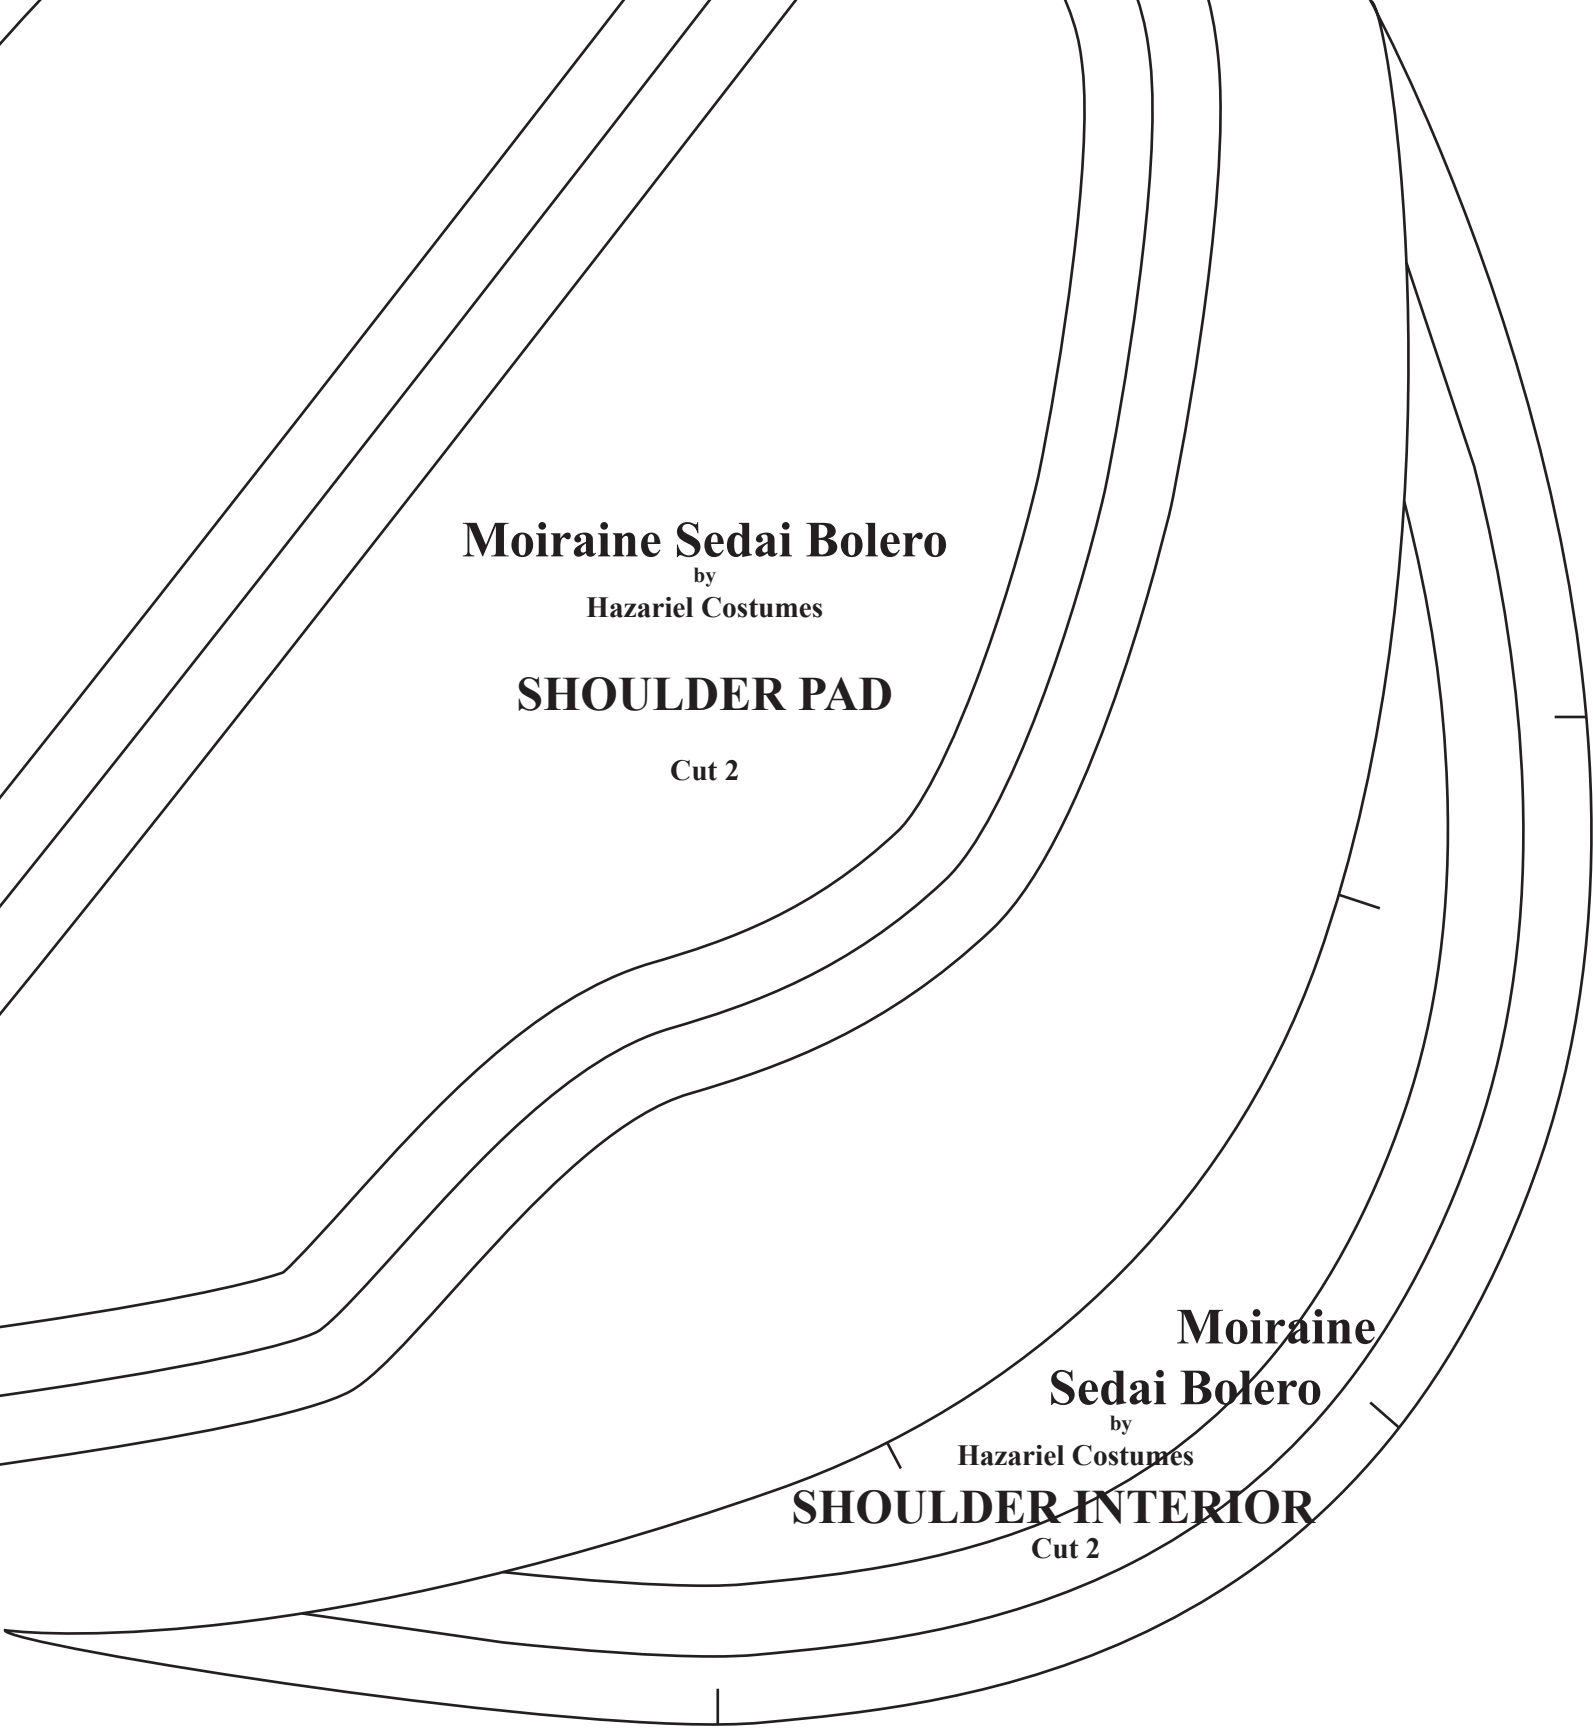 Moiraine Sedai Bolero
by
Hazariel Costumes
SHOULDER PAD
Cut 2
Moiraine
Sedai Bolero
by
Hazariel Costumes
SHOULDER INTERIOR
Cut 2